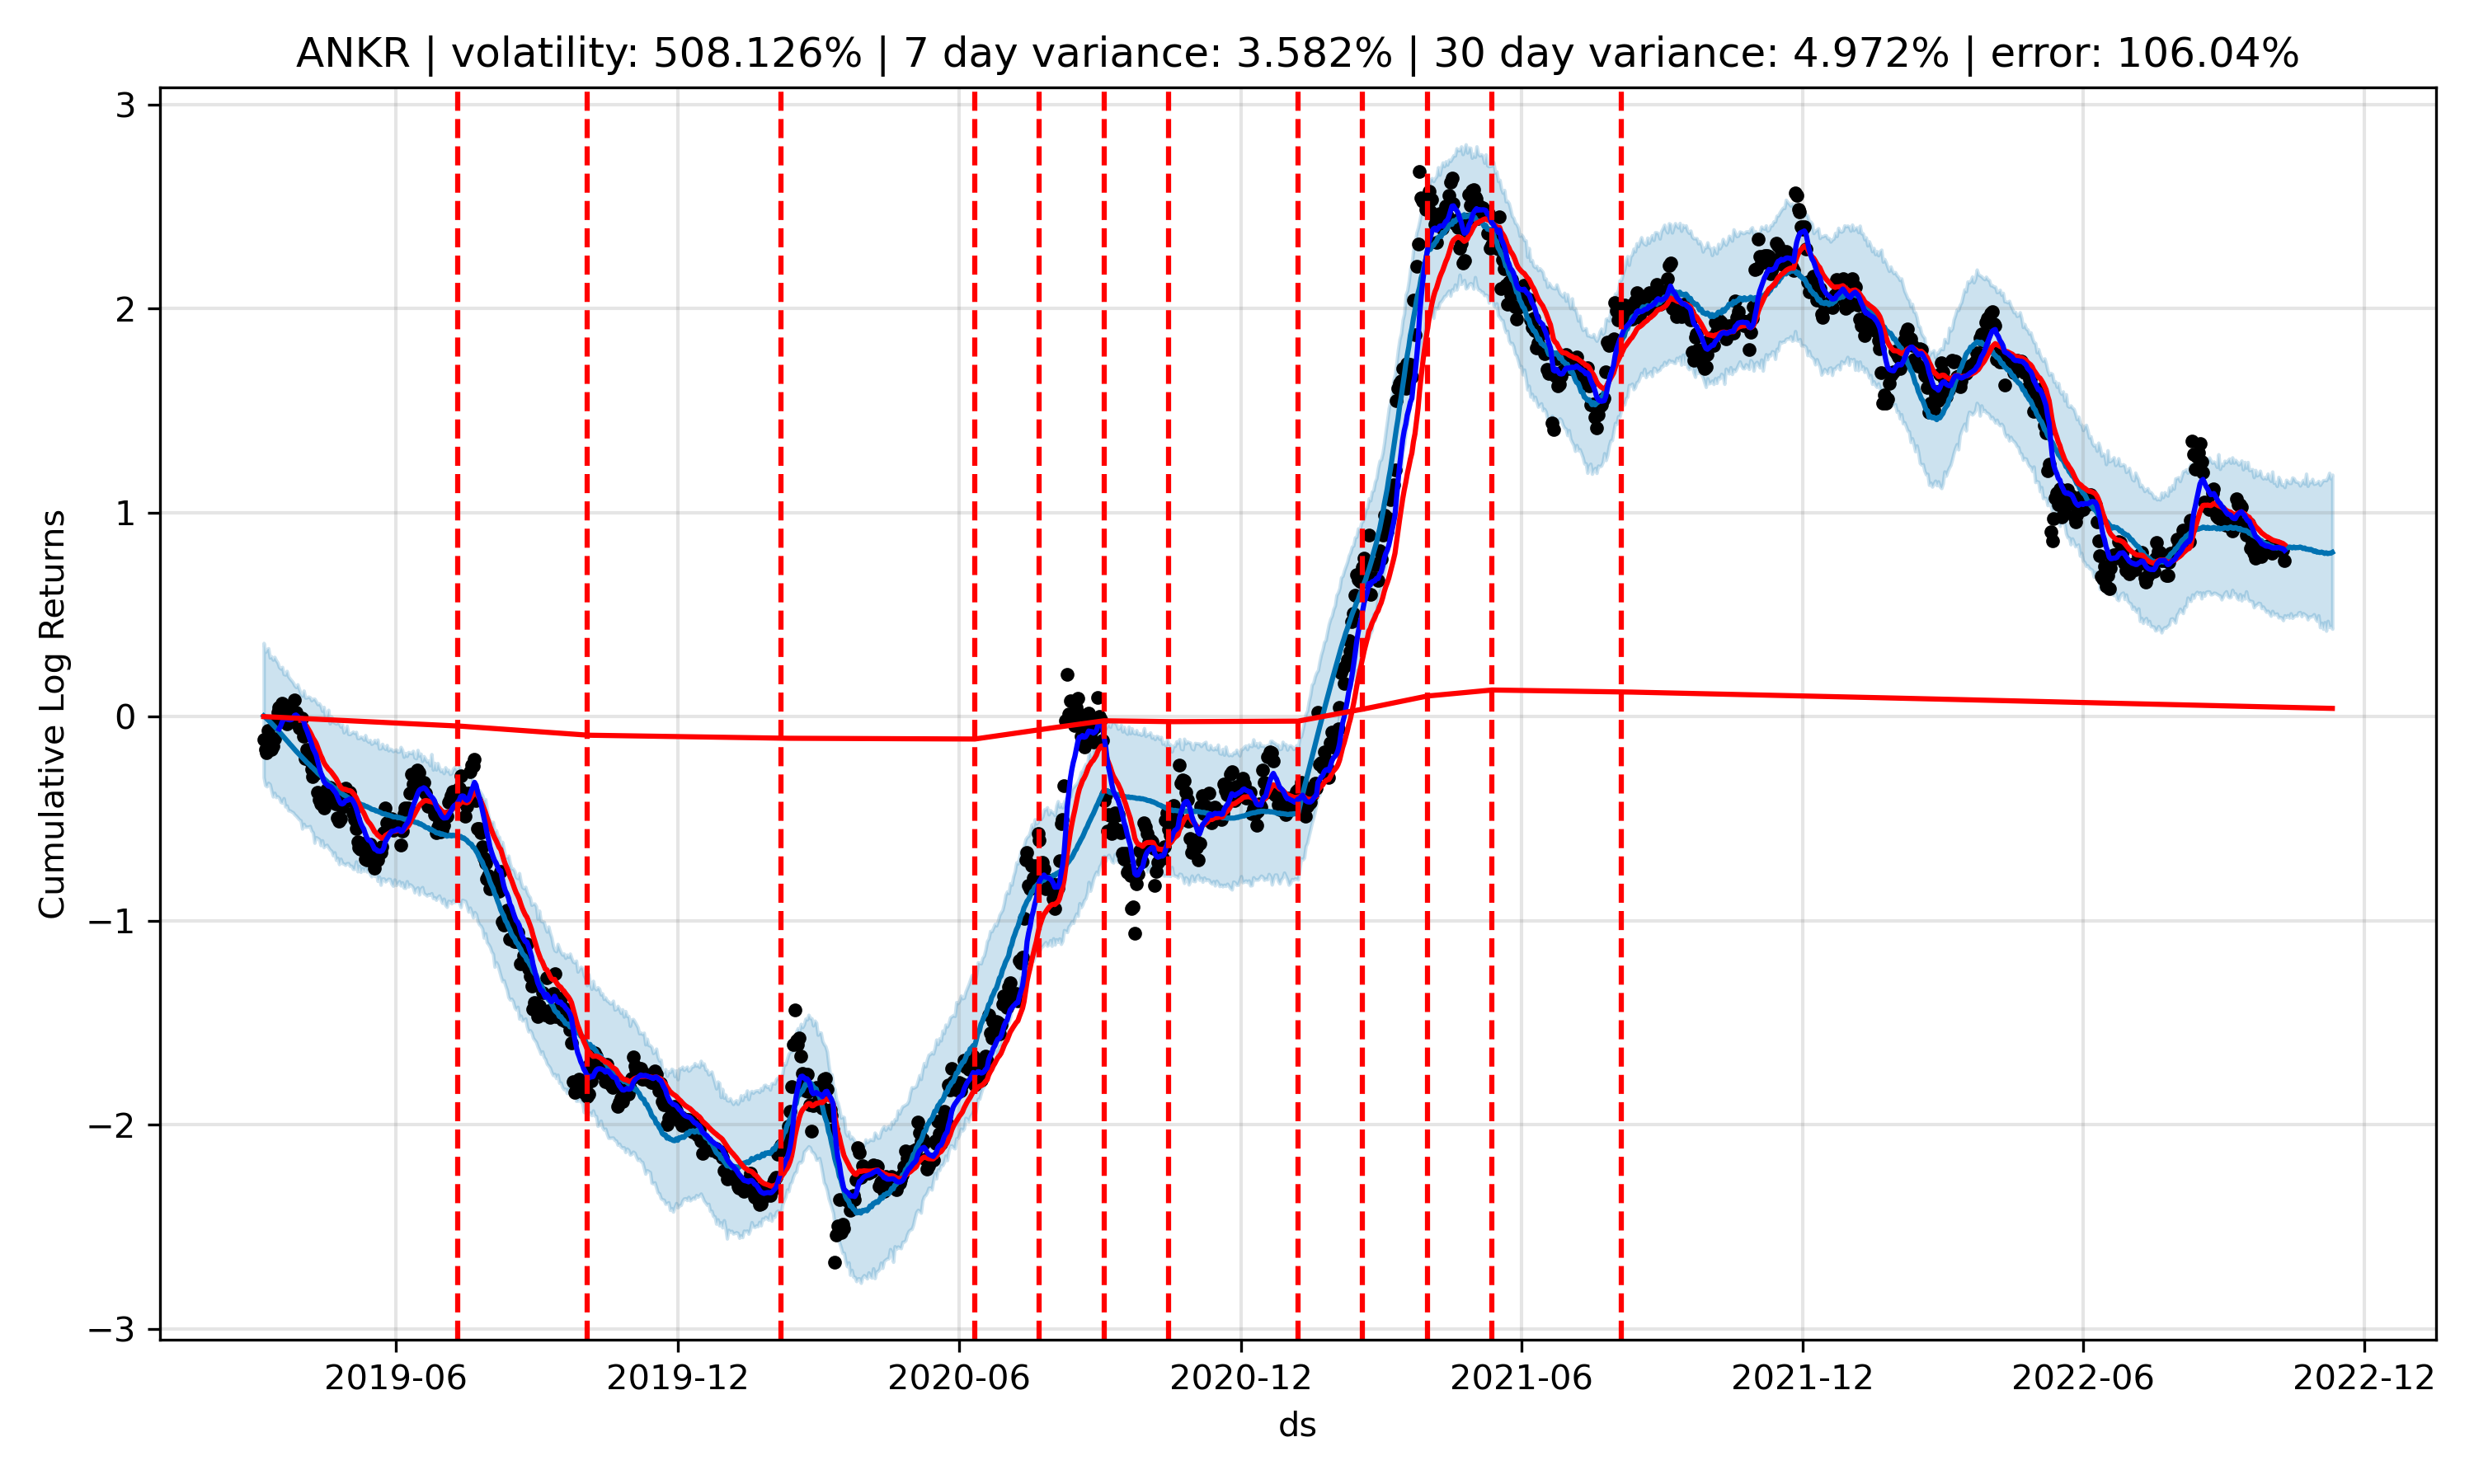 ANKR | volatility: 508.126% | 7 day variance: 3.582% | 30 day variance: 4.972% | error: 106.04%
3
2
1
0
−1
−2
−3
Cumulative Log Returns
2019-06 2019-12 2020-06 2020-12 2021-06 2021-12 2022-06 2022-12
ds